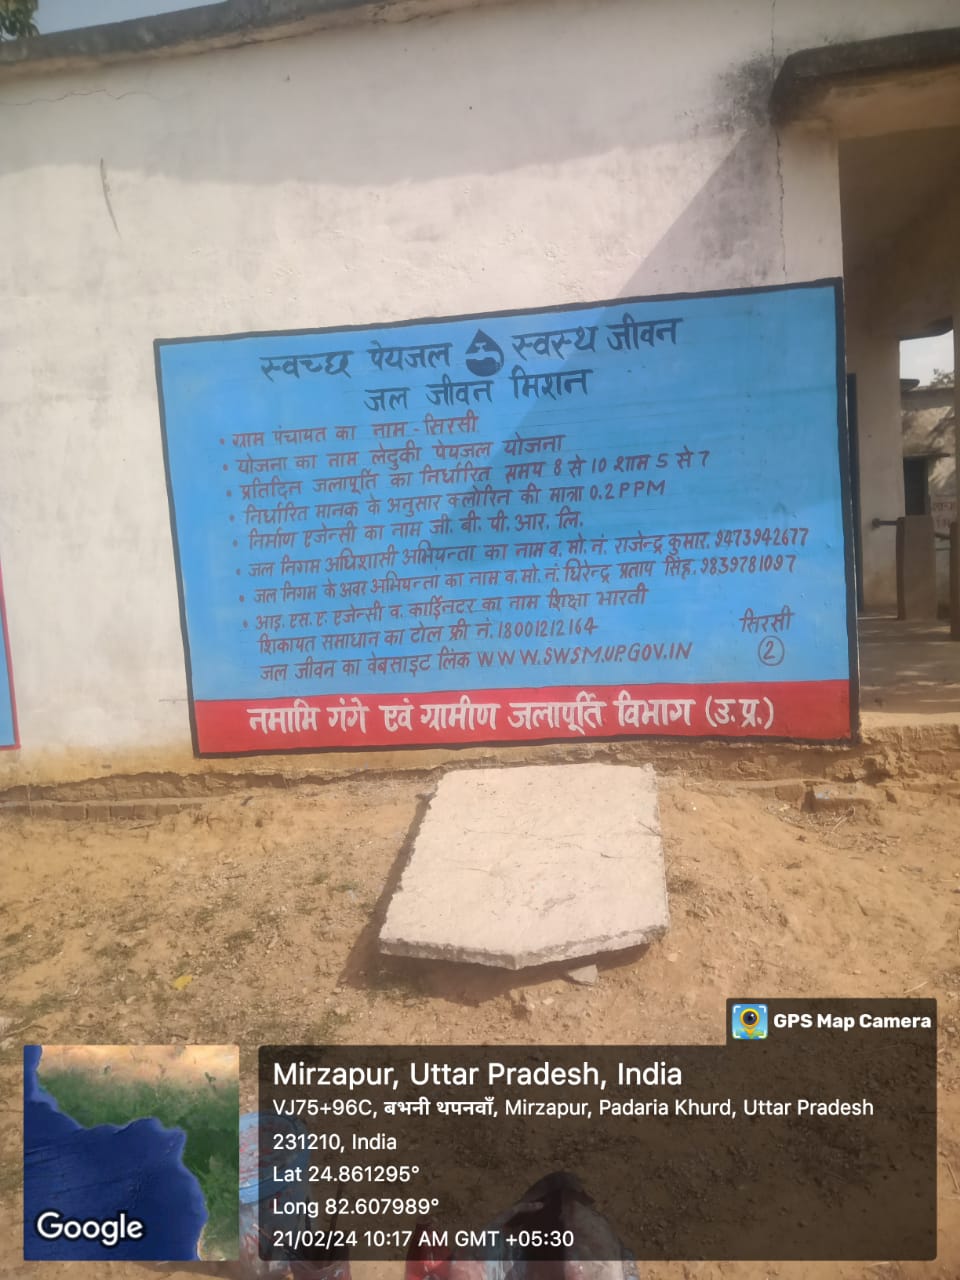 स्वच्छ पेयजल स्वस्थ जीवन
जल जीवन मिशन
• ग्राम पंचायत का नाम - सिरसी
• योजना का नाम लेदुकी पेयजल योजना
• प्रतिदिन जलापूर्ति का निर्धारित समय 8 से 10 शाम 5 से 7
• निर्धारित मानक के अनुसार क्लोरिन की मात्रा 0.2 PPM
• निर्माण एजेन्सी का नाम जी. बी. पी. आर. लि.
• जल निगम अधिशासी अभियन्ता का नाम व. मो. नं. राजेन्द्र कुमार. 9473942677
• जल निगम के अवर अभियन्ता का नाम व. मो. नं. धिरेन्द्र प्रताप सिंह. 9839781097
• आइ. एस. ए. एजेन्सी व. कार्डिनटर का नाम शिक्षा भारती
शिकायत समाधान का टोल फ्री नं. 18001212164
जल जीवन का वेबसाइट लिंक WWW.SWSM.UP.GOV.IN
सिरसी
2
नमामि गंगे एवं ग्रामीण जलापूर्ति विभाग (उ. प्र.)
GPS Map Camera
Mirzapur, Uttar Pradesh, India
VJ75+96C, बभनी थपनवाँ, Mirzapur, Padaria Khurd, Uttar Pradesh
231210, India
Lat 24.861295°
Long 82.607989°
21/02/24 10:17 AM GMT +05:30
Google